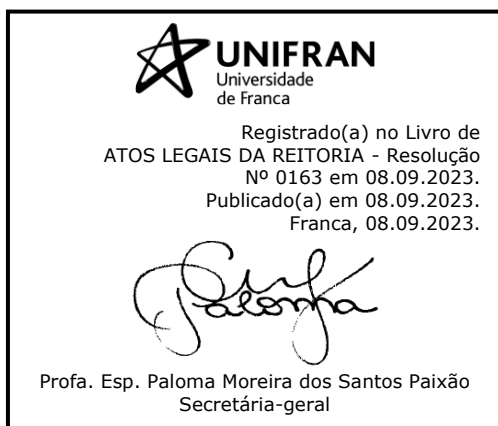 UNIFRAN
Universidade
de Franca
Registrado(a) no Livro de
ATOS LEGAIS DA REITORIA - Resolução
Nº 0163 em 08.09.2023.
Publicado(a) em 08.09.2023.
Franca, 08.09.2023.
Paloma
Profa. Esp. Paloma Moreira dos Santos Paixão
Secretária-geral